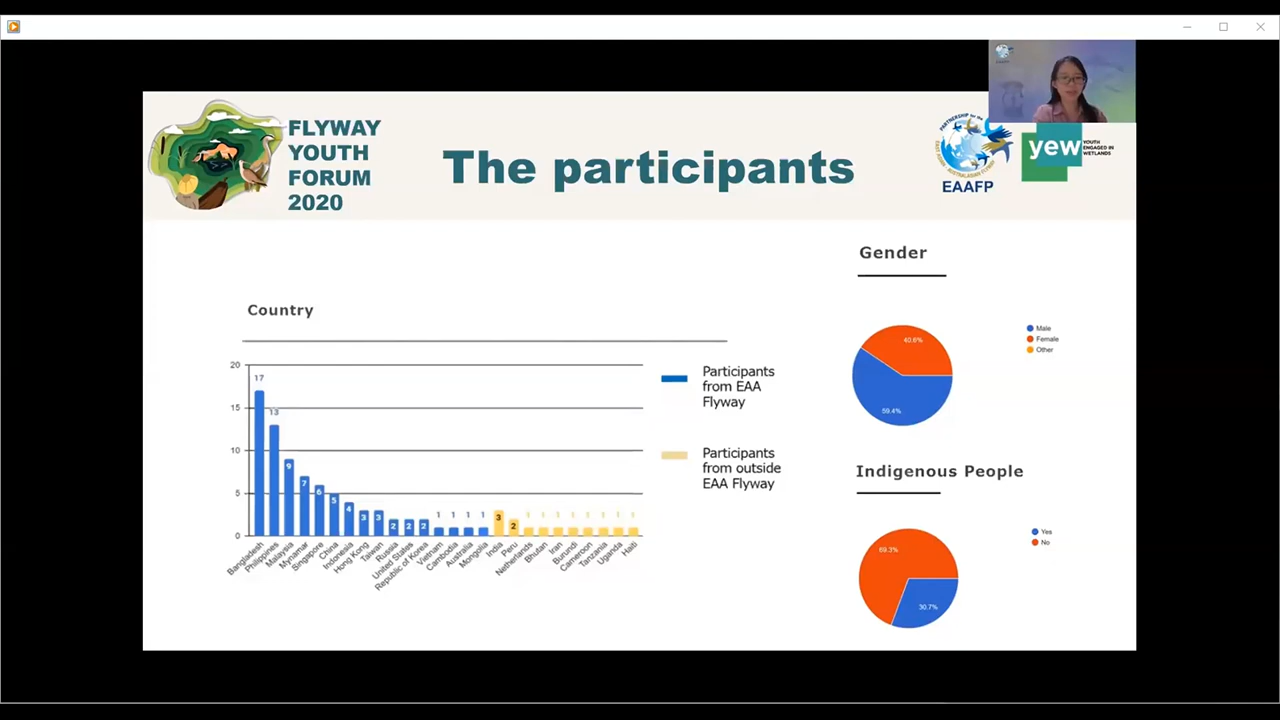 FLYWAY
YOUTH
FORUM
2020
The participants
EAAFP
yew
YOUTH
ENGAGED IN
WETLANDS
Country
20
15
10
5
0
17
13
9
7
6
5
4
3
3
2
2
2
1
1
1
1
3
2
1
1
1
1
1
1
1
1
Bangladesh
Philippines
Malaysia
Mynamar
Singapore
China
Indonesia
Hong Kong
Taiwan
Russia
United States
Republic of Korea
Vietnam
Cambodia
Australia
Mongolia
India
Peru
Netherlands
Bhutan
Iran
Burundi
Cameroon
Tanzania
Uganda
Haiti
Participants
from EAA
Flyway
Participants
from outside
EAA Flyway
Gender
40.6%
59.4%
Male
Female
Other
Indigenous People
69.3%
30.7%
Yes
No